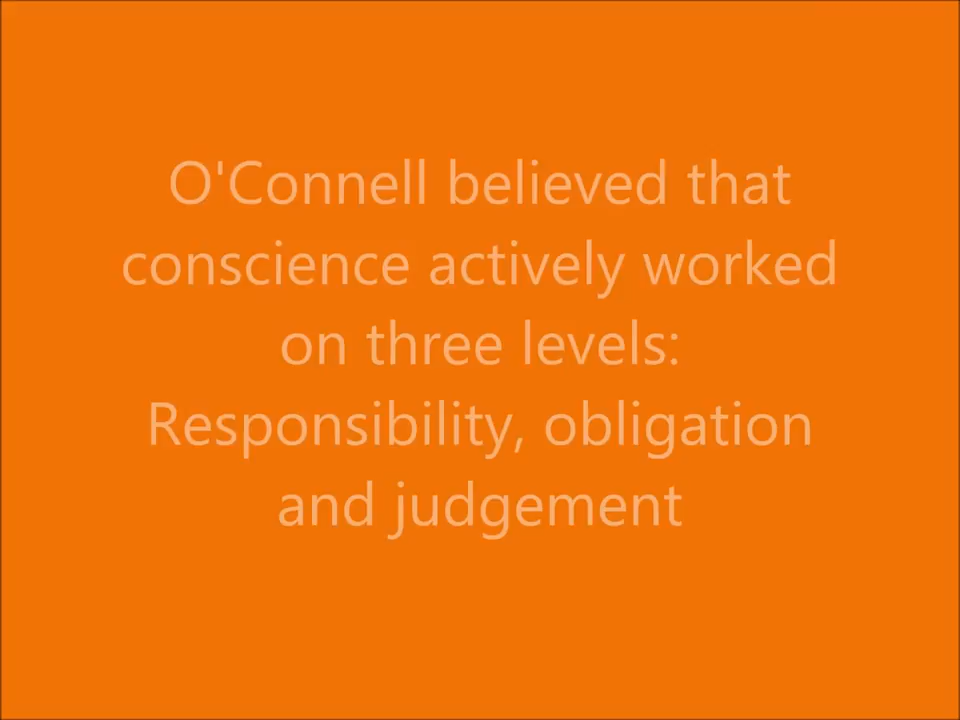 O'Connell believed that
conscience actively worked
on three levels:
Responsibility, obligation
and judgement